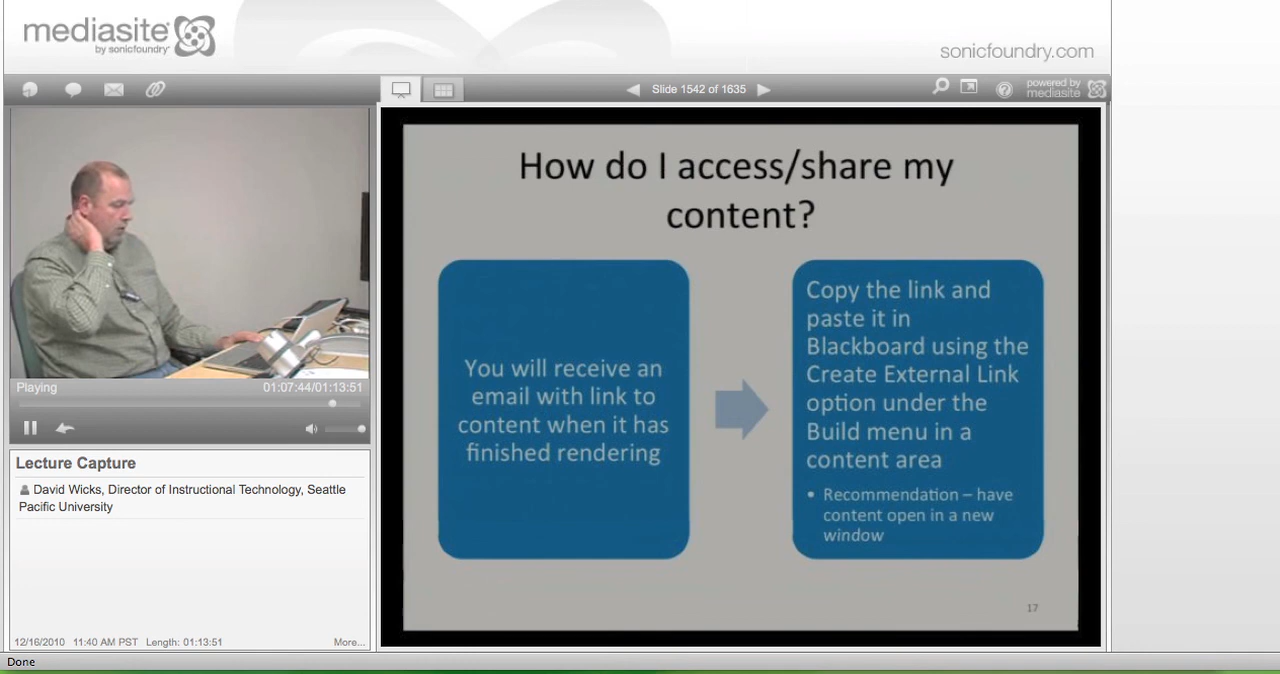 mediasite
by sonicfoundry
sonicfoundry.com
Slide 1542 of 1635
powered by
mediasite
How do I access/share my
content?
You will receive an
email with link to
content when it has
finished rendering
Copy the link and
paste it in
Blackboard using the
Create External Link
option under the
Build menu in a
content area
• Recommendation – have
content open in a new
window
17
Playing
01:07:44/01:13:51
Lecture Capture
David Wicks, Director of Instructional Technology, Seattle
Pacific University
12/16/2010 11:40 AM PST Length: 01:13:51 More...
Done